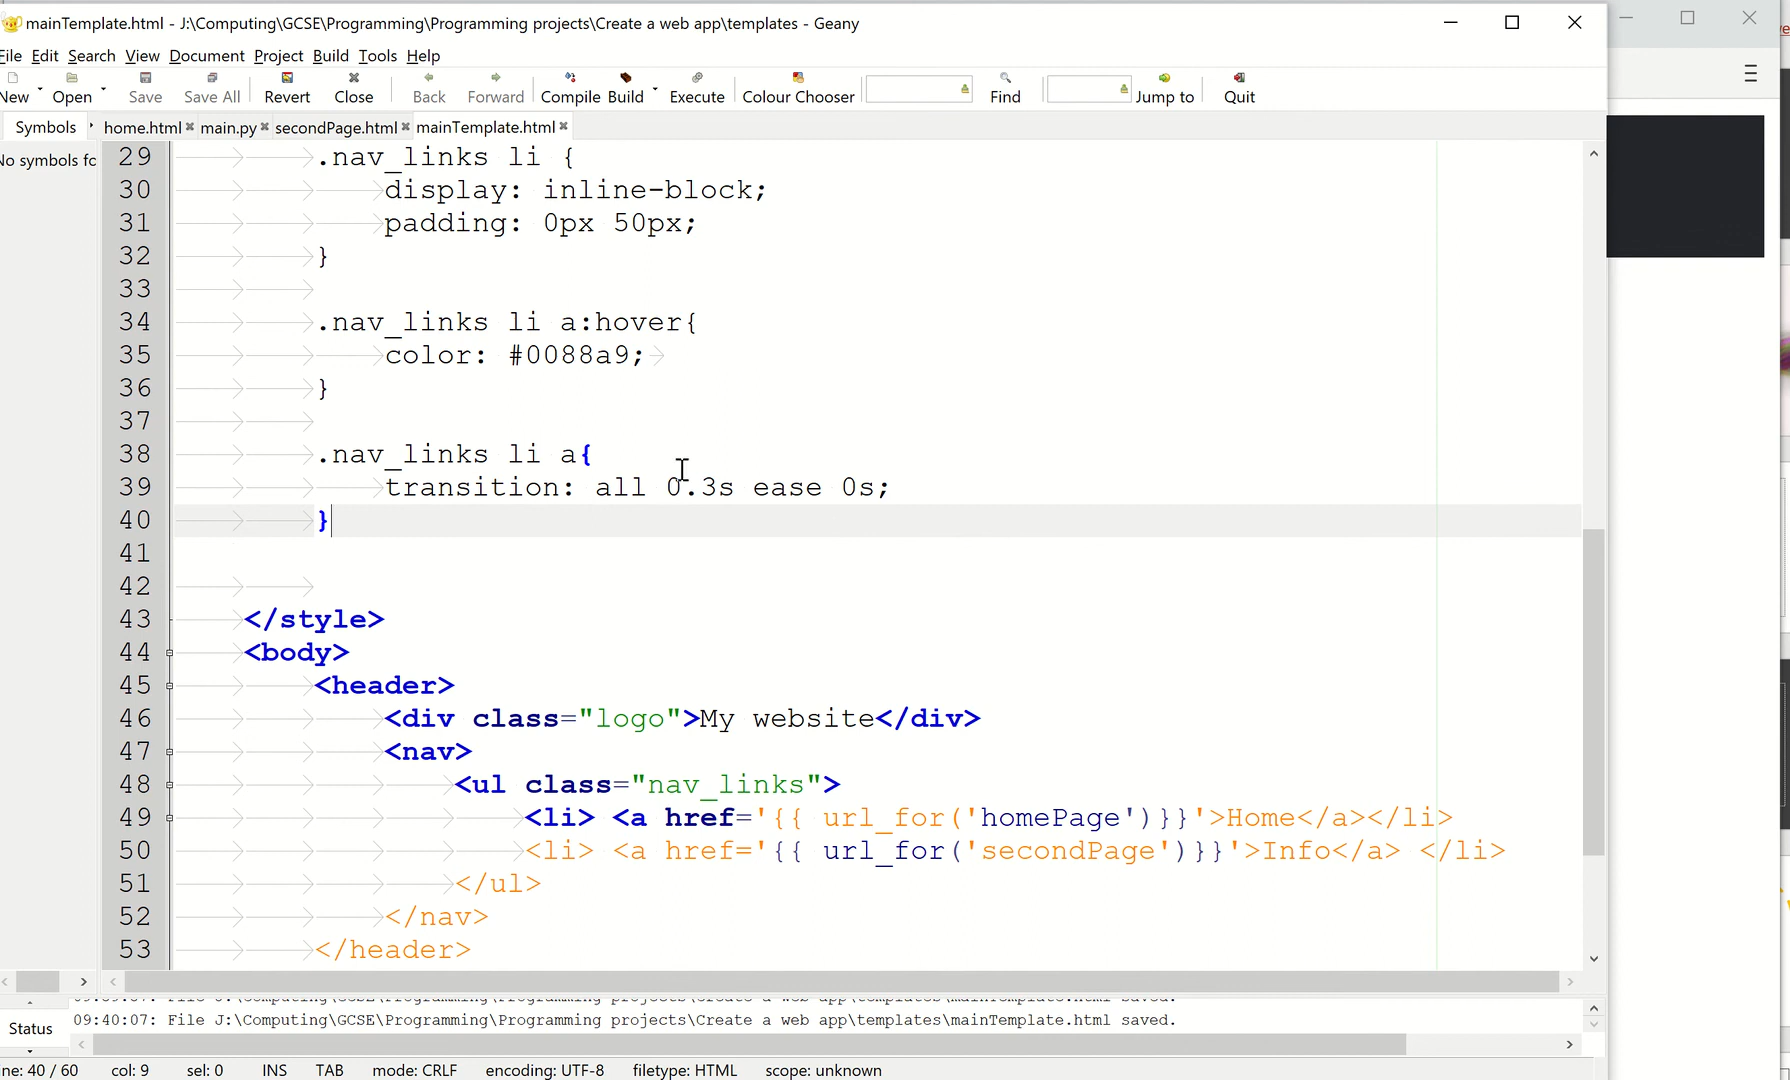 mainTemplate.html - J:\Computing\GCSE\Programming\Programming projects\Create a web app\templates - Geany
File Edit Search View Document Project Build Tools Help
New Open Save Save All Revert Close Back Forward Compile Build Execute Colour Chooser Find Jump to Quit
Symbols home.html main.py secondPage.html mainTemplate.html
No symbols fo
29 .nav_links li {
30 display: inline-block;
31 padding: 0px 50px;
32 }
33
34 .nav_links li a:hover{
35 color: #0088a9;
36 }
37
38 .nav_links li a{
39 transition: all 0.3s ease 0s;
40 }
41
42
43 </style>
44 <body>
45 <header>
46 <div class="logo">My website</div>
47 <nav>
48 <ul class="nav_links">
49 <li> <a href='{{ url_for('homePage')}}'>Home</a></li>
50 <li> <a href='{{ url_for('secondPage')}}'>Info</a> </li>
51 </ul>
52 </nav>
53 </header>
Status
09:40:07: File J:\Computing\GCSE\Programming\Programming projects\Create a web app\templates\mainTemplate.html saved.
ine: 40 / 60 col: 9 sel: 0 INS TAB mode: CRLF encoding: UTF-8 filetype: HTML scope: unknown